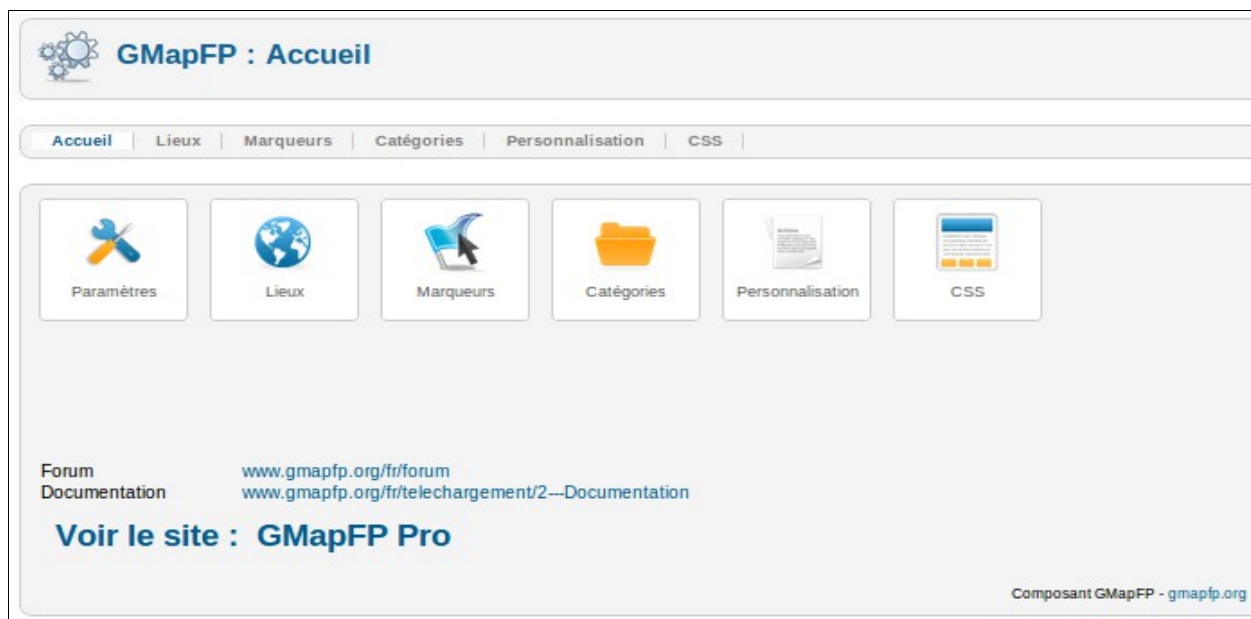 GMapFP : Accueil
Accueil | Lieux | Marqueurs | Catégories | Personnalisation | CSS |
Paramètres Lieux Marqueurs Catégories Personnalisation CSS
Forum www.gmapfp.org/fr/forum
Documentation www.gmapfp.org/fr/telechargement/2---Documentation
Voir le site : GMapFP Pro
Composant GMapFP - gmapfp.org